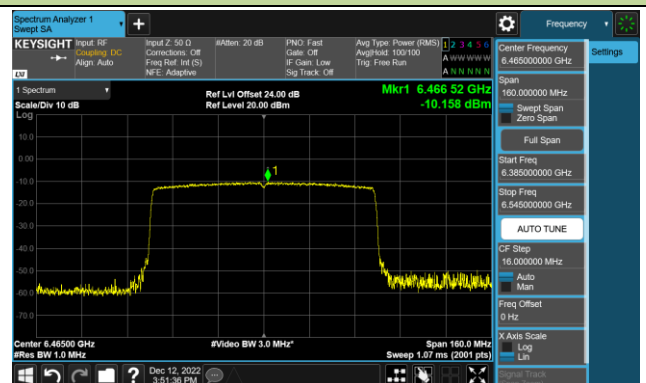 Spectrum Analyzer 1
Swept SA
+
Frequency
KEYSIGHT
Input: RF
Coupling: DC
Align: Auto
Input Z: 50 Ω
Corrections: Off
Freq Ref: Int (S)
NFE: Adaptive
#Atten: 20 dB
PNO: Fast
Gate: Off
IF Gain: Low
Sig Track: Off
Avg Type: Power (RMS)
Avg|Hold: 100/100
Trig: Free Run
1 2 3 4 5 6
A W W W W W
A N N N N N
LXI
1 Spectrum
Scale/Div 10 dB
Log
Ref Lvl Offset 24.00 dB
Ref Level 20.00 dBm
Mkr1 6.466 52 GHz
-10.158 dBm
10.0
0.00
-10.0
-20.0
-30.0
-40.0
-50.0
-60.0
-70.0
1
Center 6.46500 GHz
#Res BW 1.0 MHz
#Video BW 3.0 MHz*
Span 160.0 MHz
Sweep 1.07 ms (2001 pts)
Center Frequency
6.465000000 GHz
Settings
Span
160.000000 MHz
Swept Span
Zero Span
Full Span
Start Freq
6.385000000 GHz
Stop Freq
6.545000000 GHz
AUTO TUNE
CF Step
16.000000 MHz
Auto
Man
Freq Offset
0 Hz
X Axis Scale
Log
Lin
Signal Track
?
Dec 12, 2022
3:51:36 PM